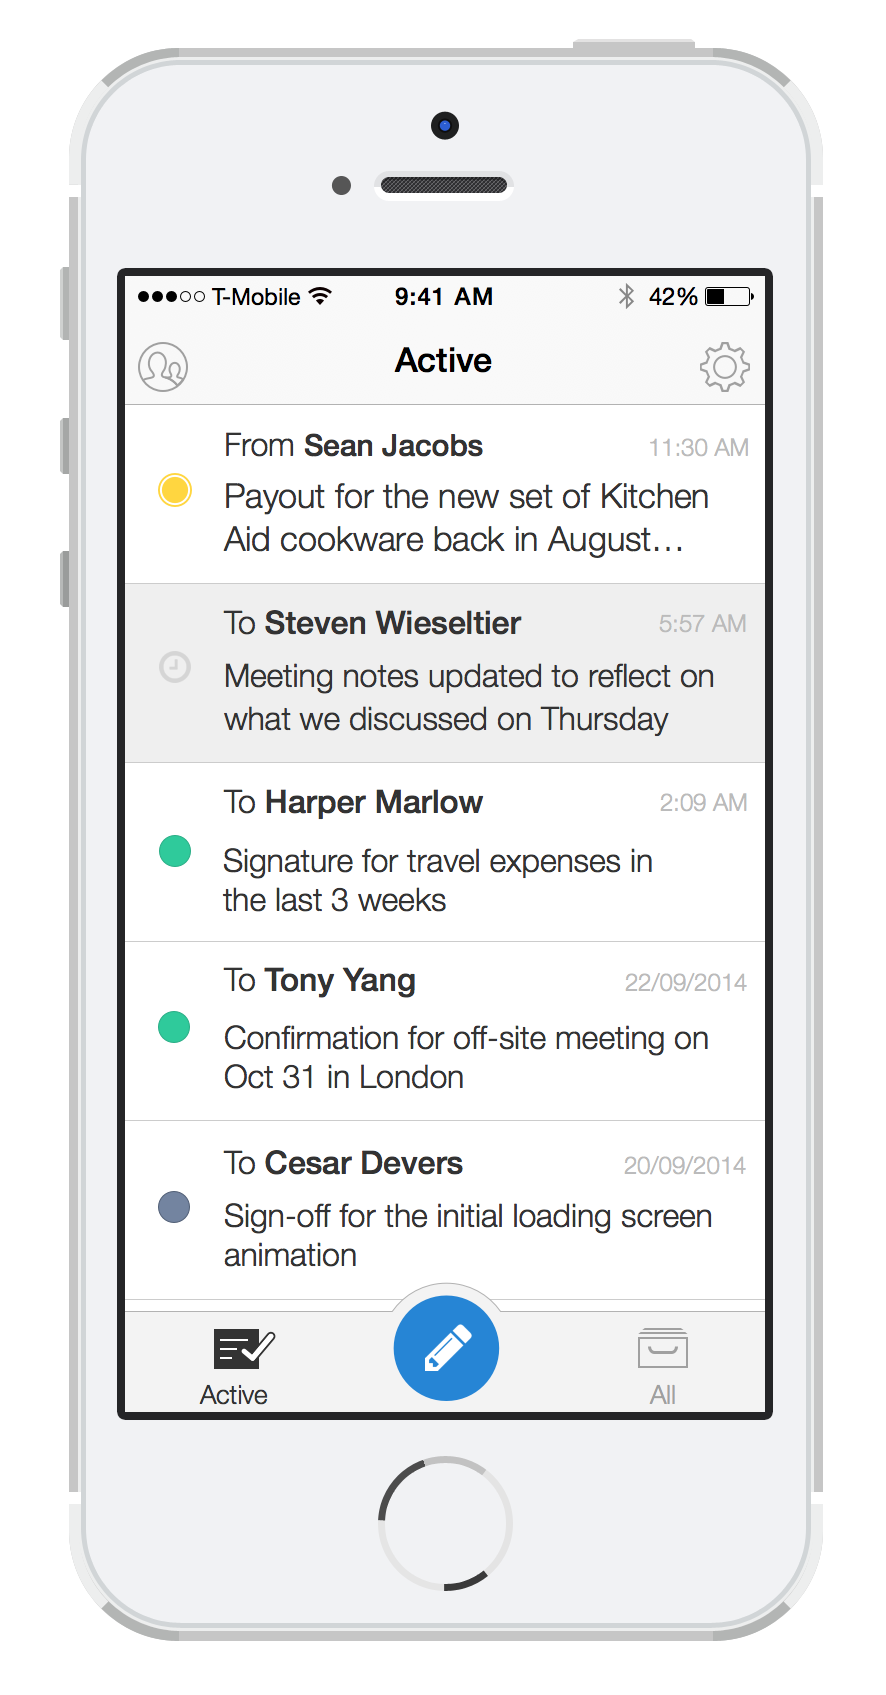 T-Mobile 9:41 AM 42%
Active
From Sean Jacobs 11:30 AM
Payout for the new set of Kitchen
Aid cookware back in August...
To Steven Wieseltier 5:57 AM
Meeting notes updated to reflect on
what we discussed on Thursday
To Harper Marlow 2:09 AM
Signature for travel expenses in
the last 3 weeks
To Tony Yang 22/09/2014
Confirmation for off-site meeting on
Oct 31 in London
To Cesar Devers 20/09/2014
Sign-off for the initial loading screen
animation
Active All